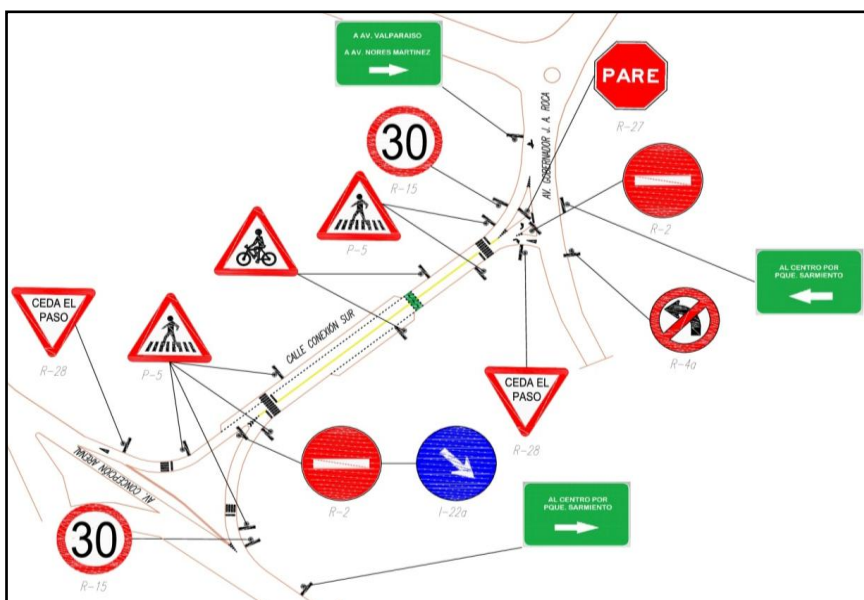 A AV. VALPARAISO
A AV. NORES MARTINEZ
PARE
R-27
30
R-15
AV. GOBERNADOR J. A. ROCA
R-2
P-5
AL CENTRO POR
PQUE. SARMIENTO
CEDA EL
PASO
R-28
P-5
CALLE CONEXIÓN SUR
R-4a
CEDA EL
PASO
R-28
AV. CONCEPCIÓN ARENAL
R-2
I-22a
AL CENTRO POR
PQUE. SARMIENTO
30
R-15